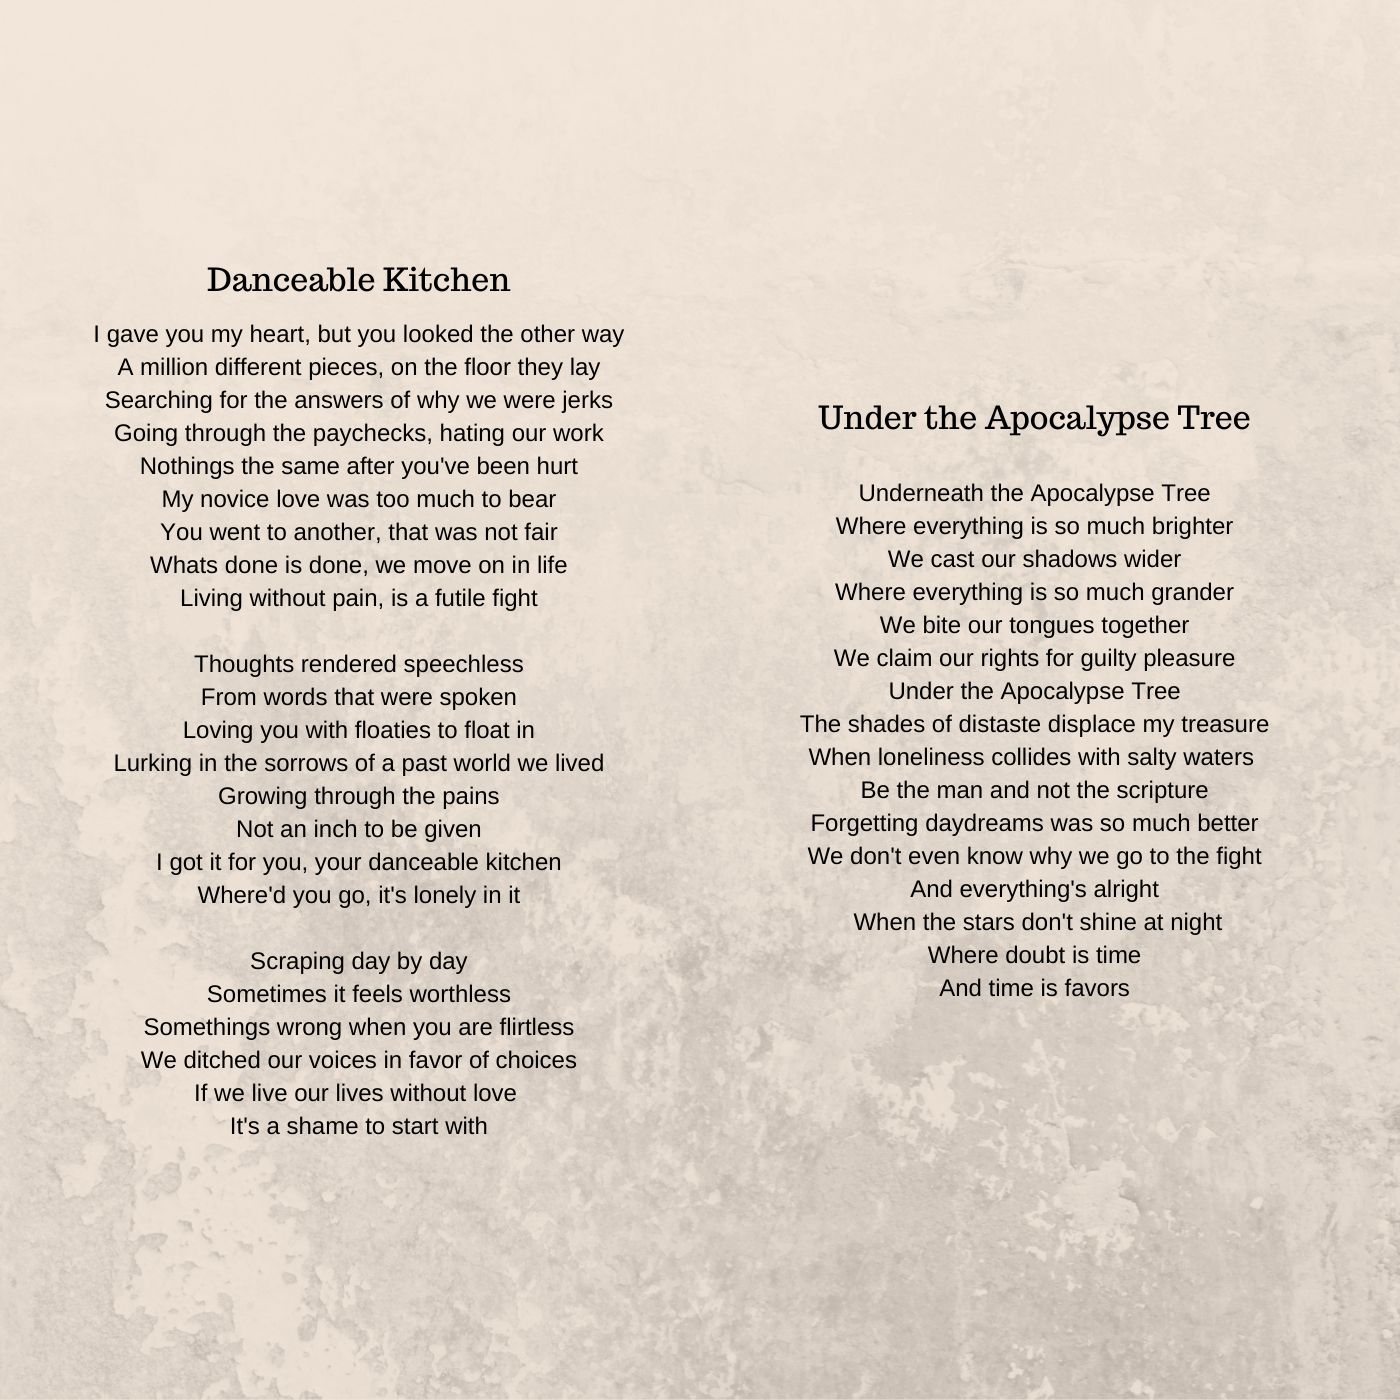 Danceable Kitchen
I gave you my heart, but you looked the other way
A million different pieces, on the floor they lay
Searching for the answers of why we were jerks
Going through the paychecks, hating our work
Nothings the same after you've been hurt
My novice love was too much to bear
You went to another, that was not fair
Whats done is done, we move on in life
Living without pain, is a futile fight
Thoughts rendered speechless
From words that were spoken
Loving you with floaties to float in
Lurking in the sorrows of a past world we lived
Growing through the pains
Not an inch to be given
I got it for you, your danceable kitchen
Where'd you go, it's lonely in it
Scraping day by day
Sometimes it feels worthless
Somethings wrong when you are flirtless
We ditched our voices in favor of choices
If we live our lives without love
It's a shame to start with
Under the Apocalypse Tree
Underneath the Apocalypse Tree
Where everything is so much brighter
We cast our shadows wider
Where everything is so much grander
We bite our tongues together
We claim our rights for guilty pleasure
Under the Apocalypse Tree
The shades of distaste displace my treasure
When loneliness collides with salty waters
Be the man and not the scripture
Forgetting daydreams was so much better
We don't even know why we go to the fight
And everything's alright
When the stars don't shine at night
Where doubt is time
And time is favors